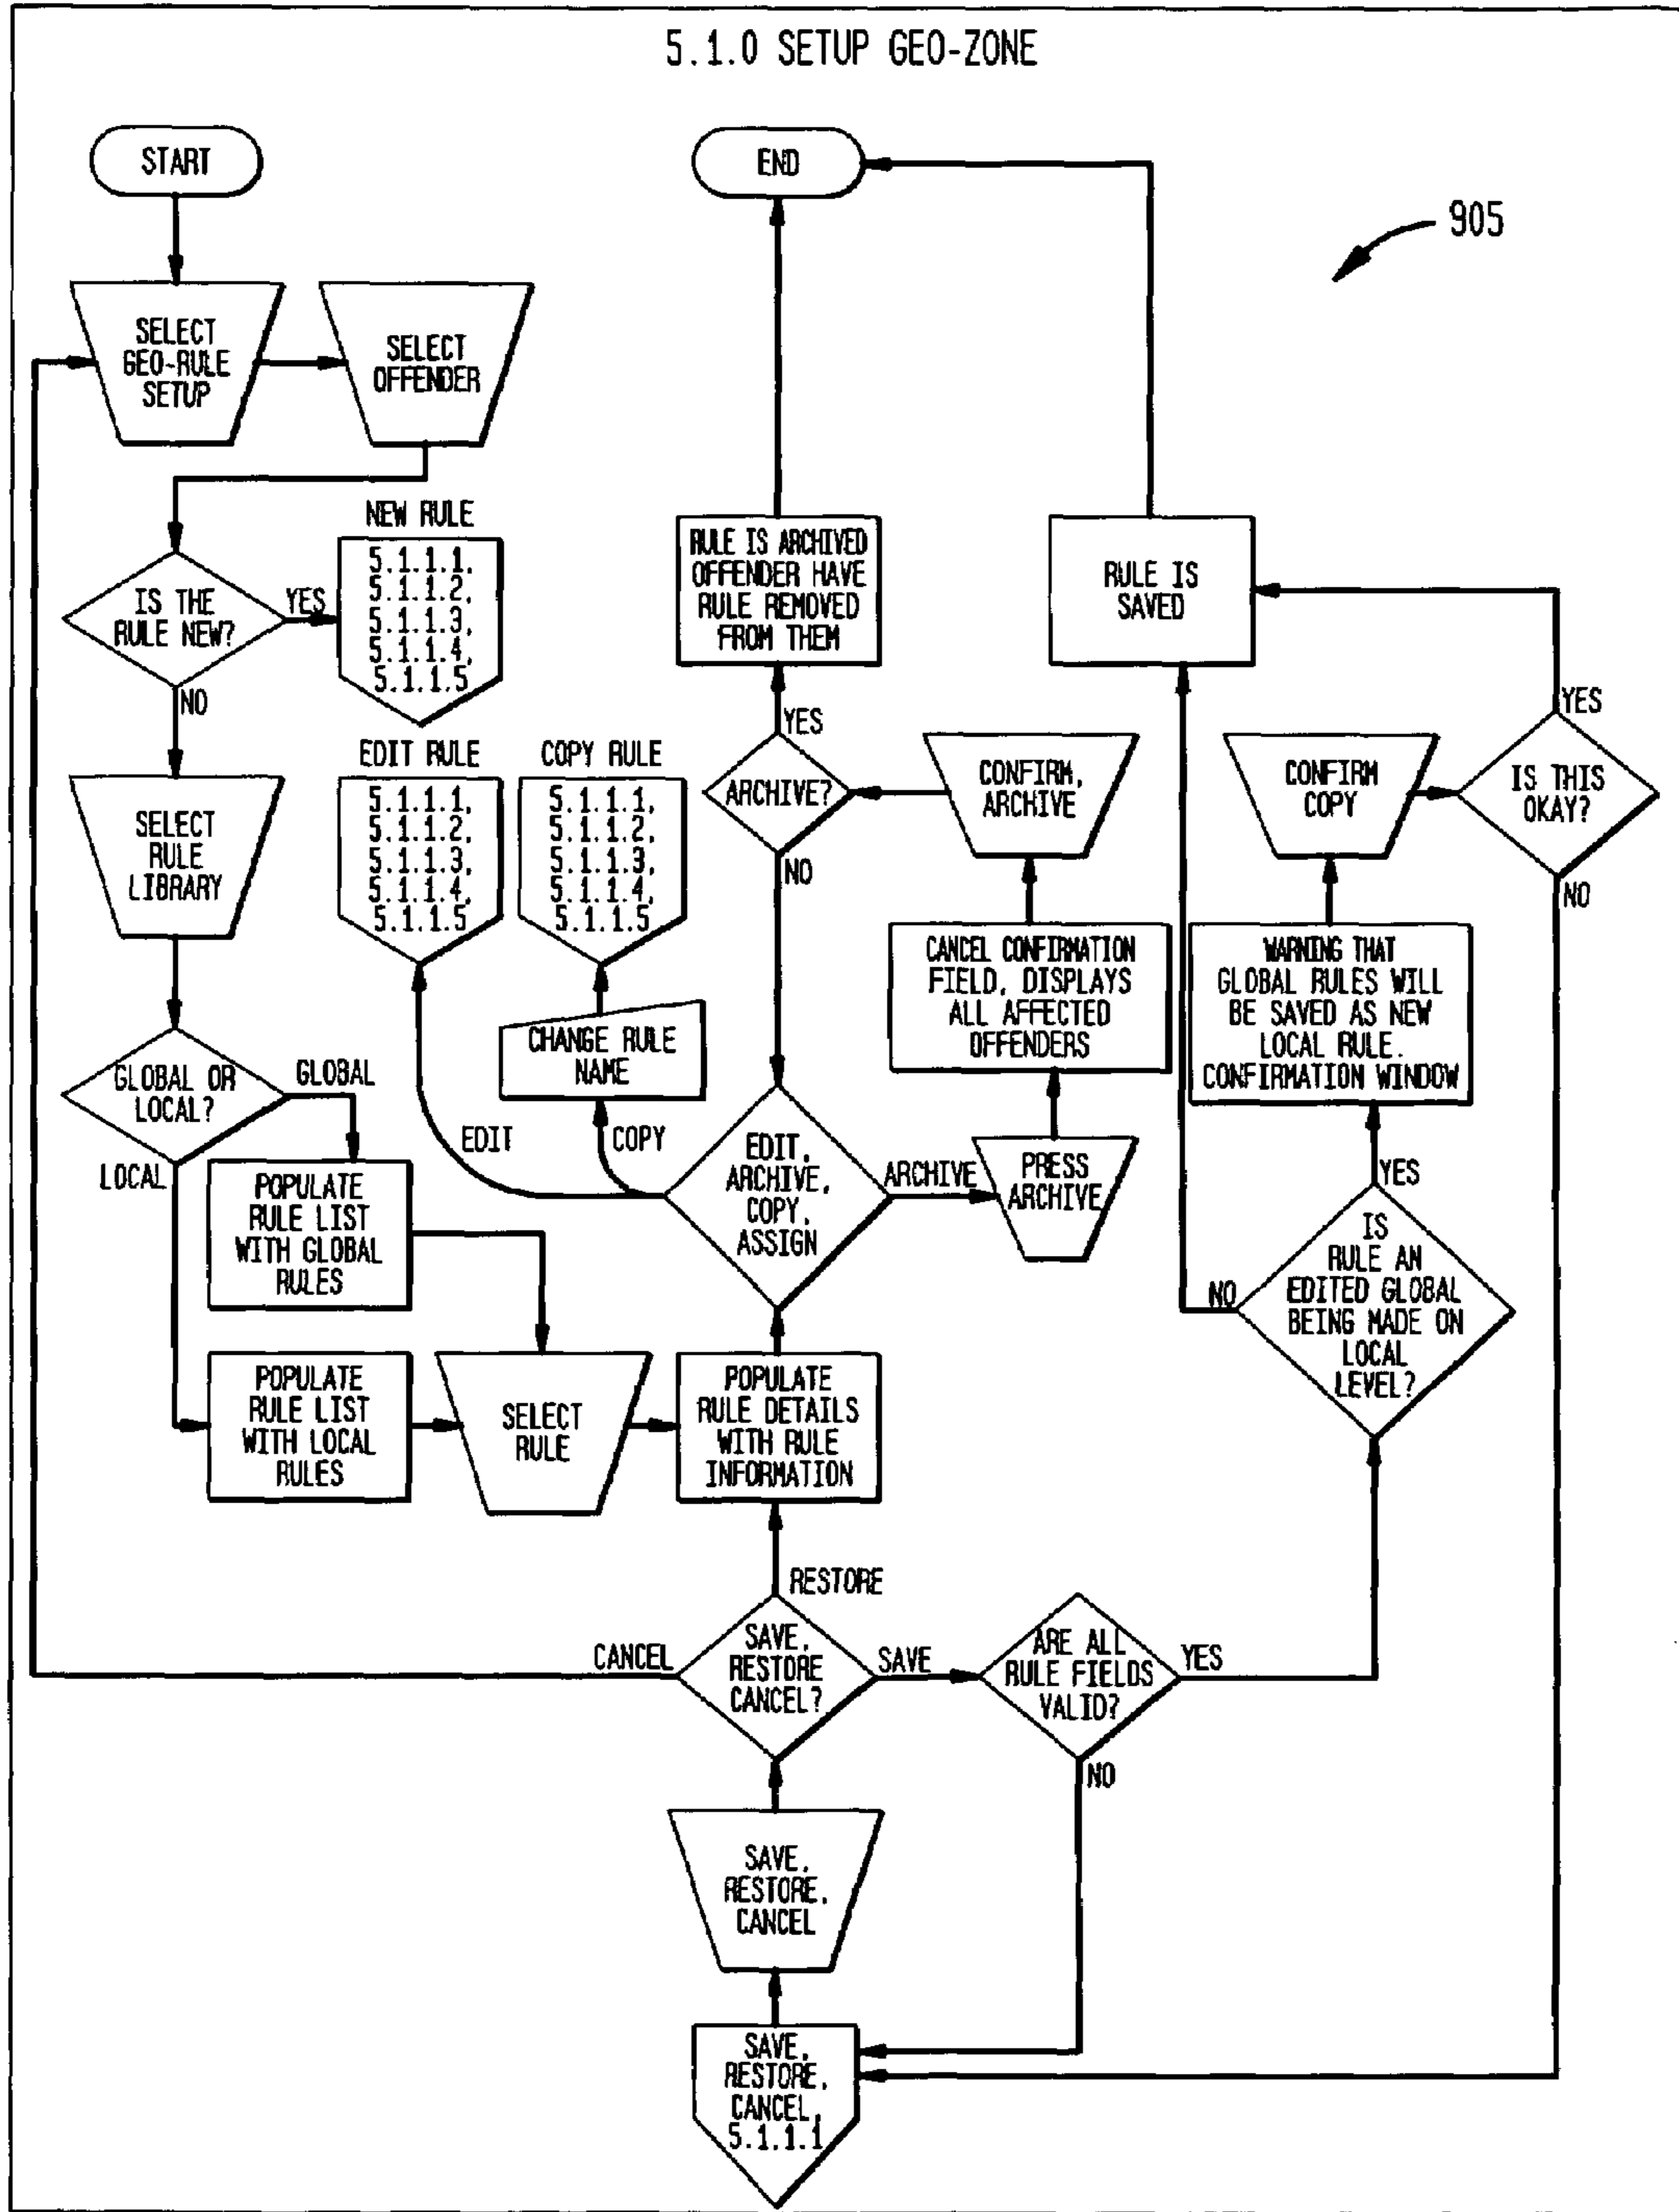 5.1.0 SETUP GEO-ZONE
START
END
905
SELECT
GEO-RULE
SETUP
SELECT
OFFENDER
IS THE
RULE NEW?
YES
NO
NEW RULE
5.1.1.1,
5.1.1.2,
5.1.1.3,
5.1.1.4,
5.1.1.5
RULE IS ARCHIVED
OFFENDER HAVE
RULE REMOVED
FROM THEM
RULE IS
SAVED
SELECT
RULE
LIBRARY
EDIT RULE
5.1.1.1,
5.1.1.2,
5.1.1.3,
5.1.1.4,
5.1.1.5
COPY RULE
5.1.1.1,
5.1.1.2,
5.1.1.3,
5.1.1.4,
5.1.1.5
YES
ARCHIVE?
NO
CONFIRM,
ARCHIVE
CONFIRM
COPY
YES
IS THIS
OKAY?
NO
CHANGE RULE
NAME
CANCEL CONFIRMATION
FIELD, DISPLAYS
ALL AFFECTED
OFFENDERS
WARNING THAT
GLOBAL RULES WILL
BE SAVED AS NEW
LOCAL RULE.
CONFIRMATION WINDOW
GLOBAL OR
LOCAL?
GLOBAL
LOCAL
EDIT
COPY
EDIT,
ARCHIVE,
COPY,
ASSIGN
ARCHIVE
PRESS
ARCHIVE
YES
IS
RULE AN
EDITED GLOBAL
BEING MADE ON
LOCAL
LEVEL?
NO
POPULATE
RULE LIST
WITH GLOBAL
RULES
POPULATE
RULE LIST
WITH LOCAL
RULES
SELECT
RULE
POPULATE
RULE DETAILS
WITH RULE
INFORMATION
RESTORE
CANCEL
SAVE,
RESTORE
CANCEL?
SAVE
ARE ALL
RULE FIELDS
VALID?
YES
NO
SAVE,
RESTORE,
CANCEL
SAVE,
RESTORE,
CANCEL,
5.1.1.1